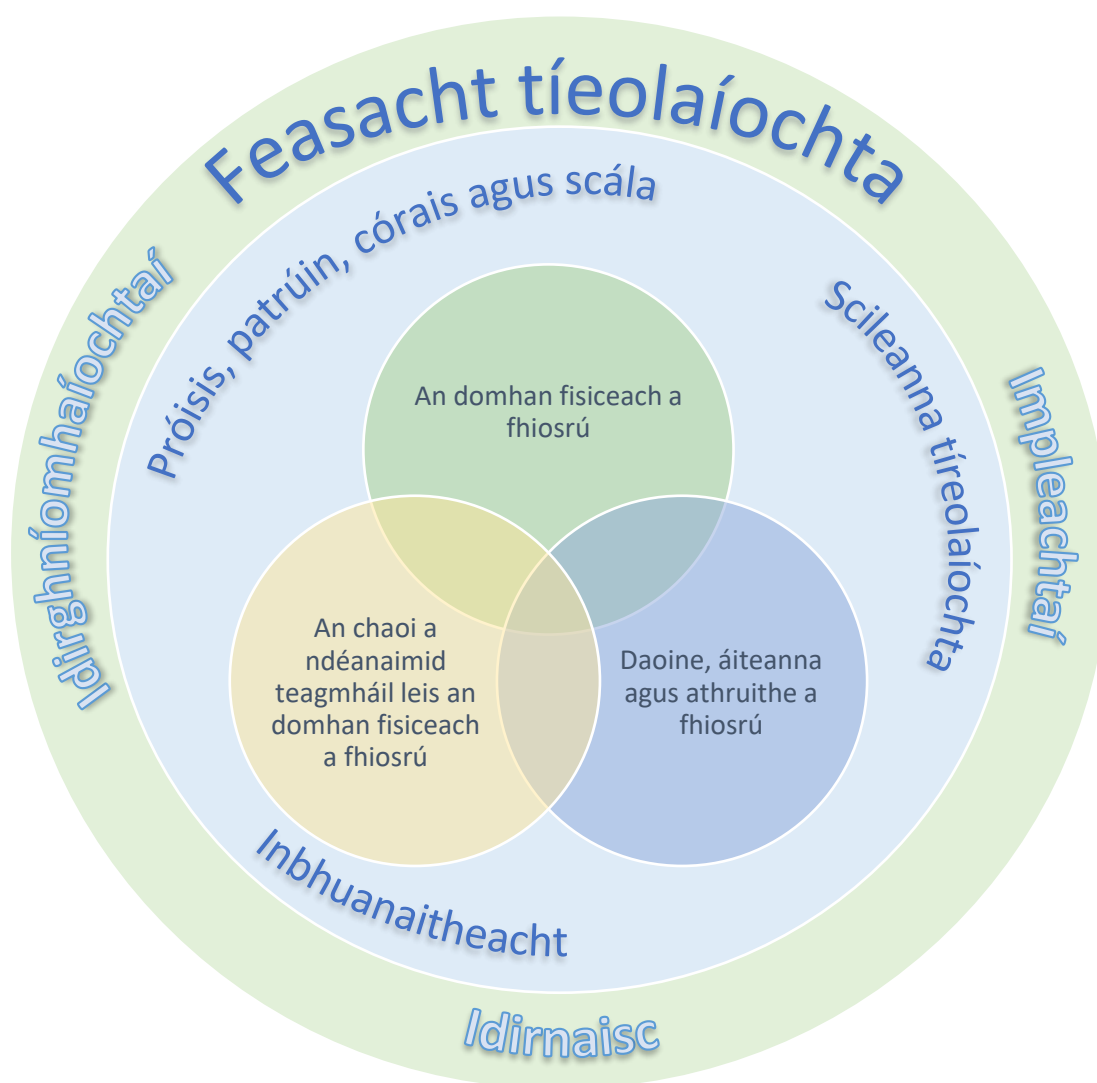 Feasacht tíeolaíochta
Próisis, patrúin, córais agus scála
Scileanna tíreolaíochta
Idirghníomhaíochtaí
Impleachtaí
An domhan fisiceach a
fhiosrú
An chaoi a
ndéanaimid
teagmháil leis an
domhan fisiceach
a fhiosrú
Daoine, áiteanna
agus athruithe a
fhiosrú
Inbhuanaitheacht
Idirnaisc